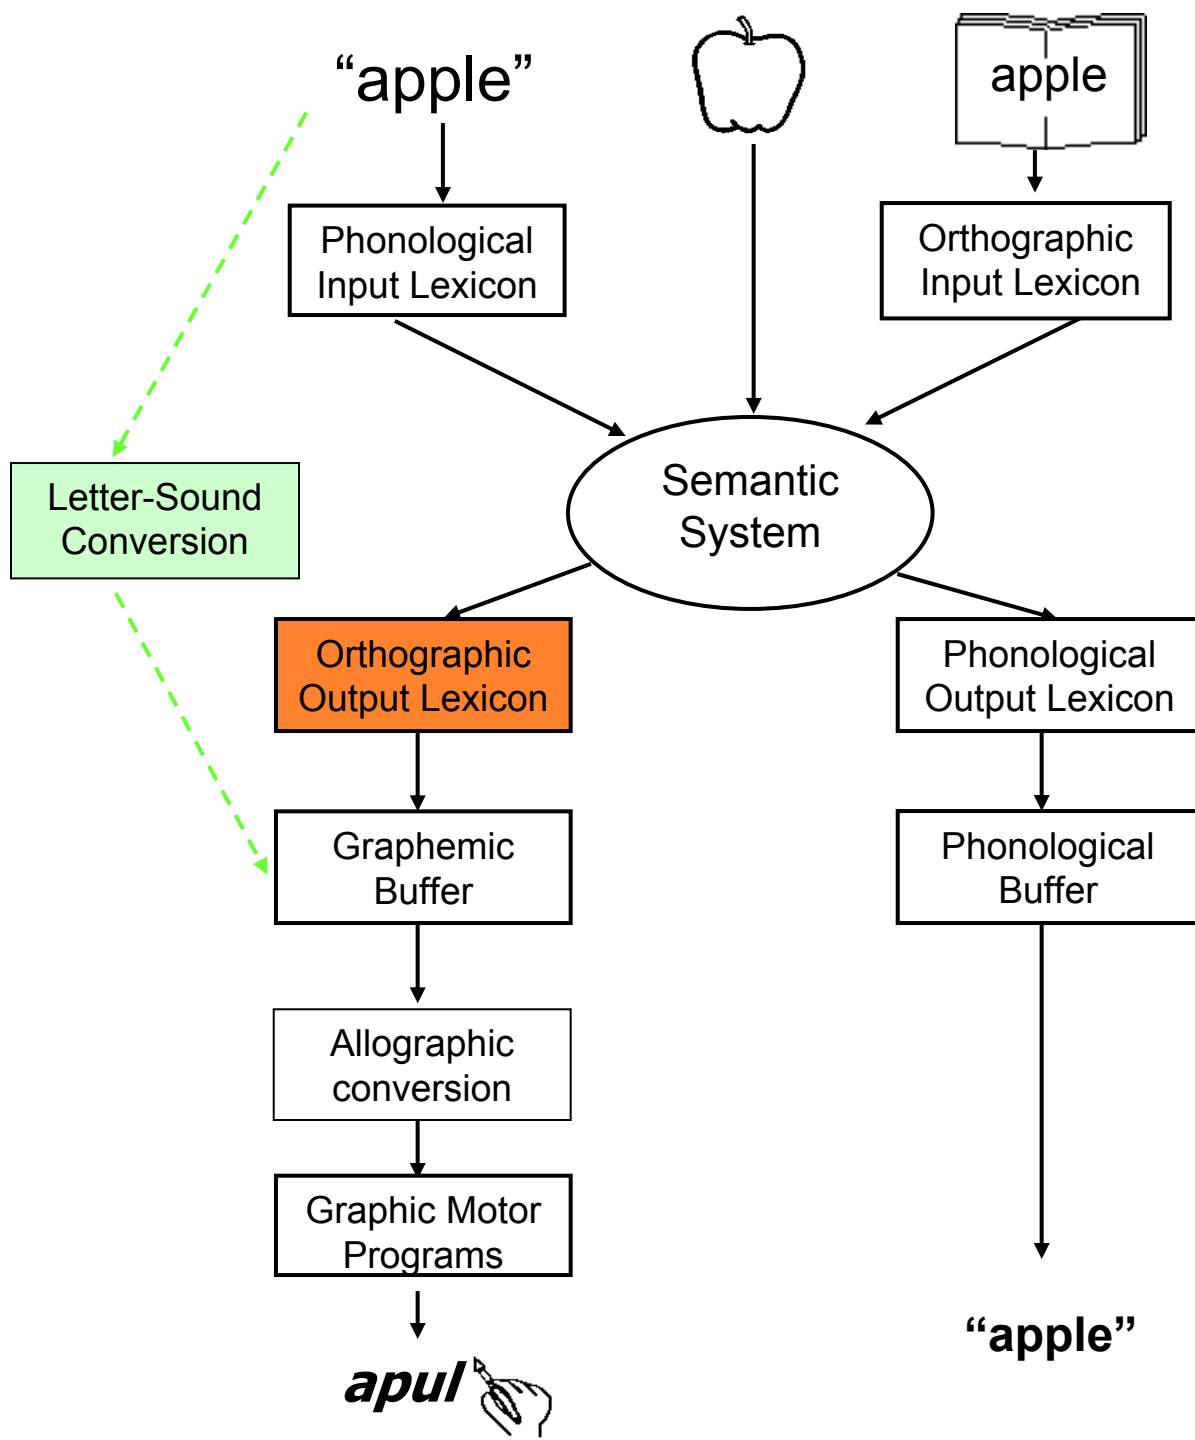 “apple”
apple
Phonological
Input Lexicon
Orthographic
Input Lexicon
Semantic
System
Letter-Sound
Conversion
Orthographic
Output Lexicon
Phonological
Output Lexicon
Graphemic
Buffer
Phonological
Buffer
Allographic
conversion
Graphic Motor
Programs
“apple”
apul